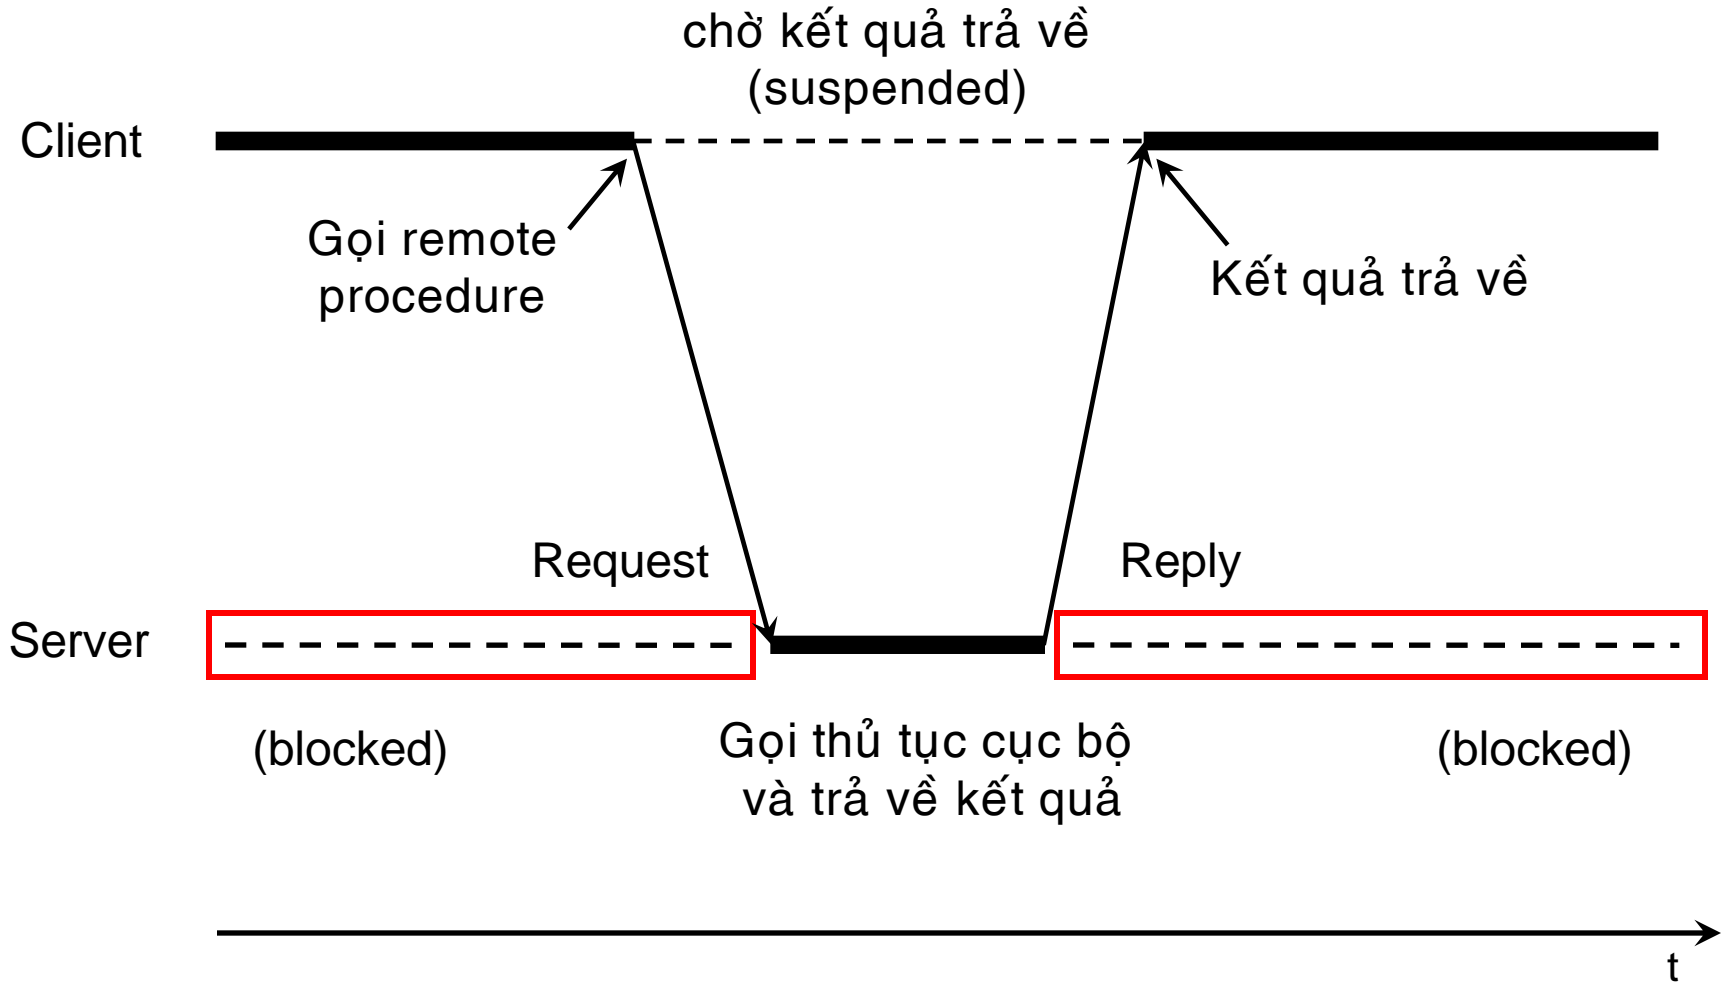 chờ kết quả trả về
(suspended)
Client
Gọi remote
procedure
Kết quả trả về
Request
Reply
Server
(blocked)
Gọi thủ tục cục bộ
và trả về kết quả
(blocked)
t